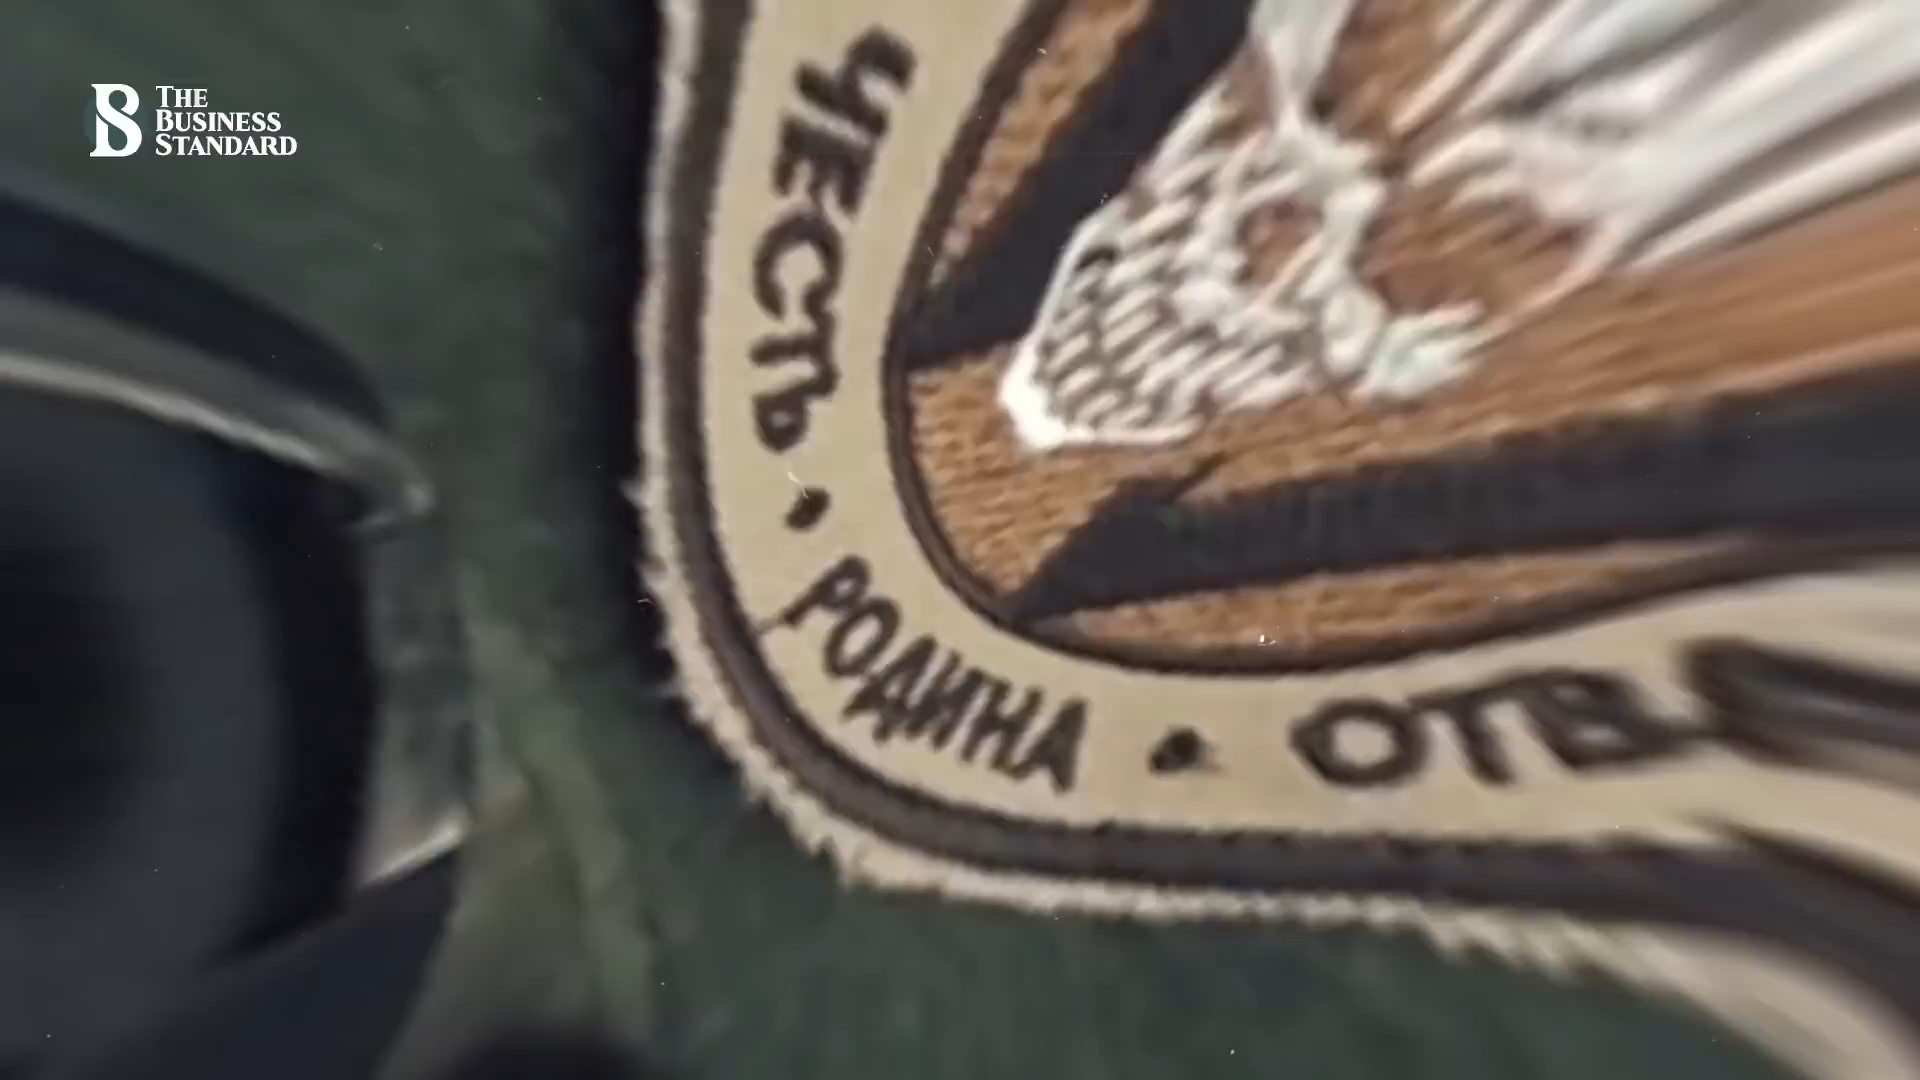 THE
BUSINESS
STANDARD
ЧЕСТЬ • РОДИНА •